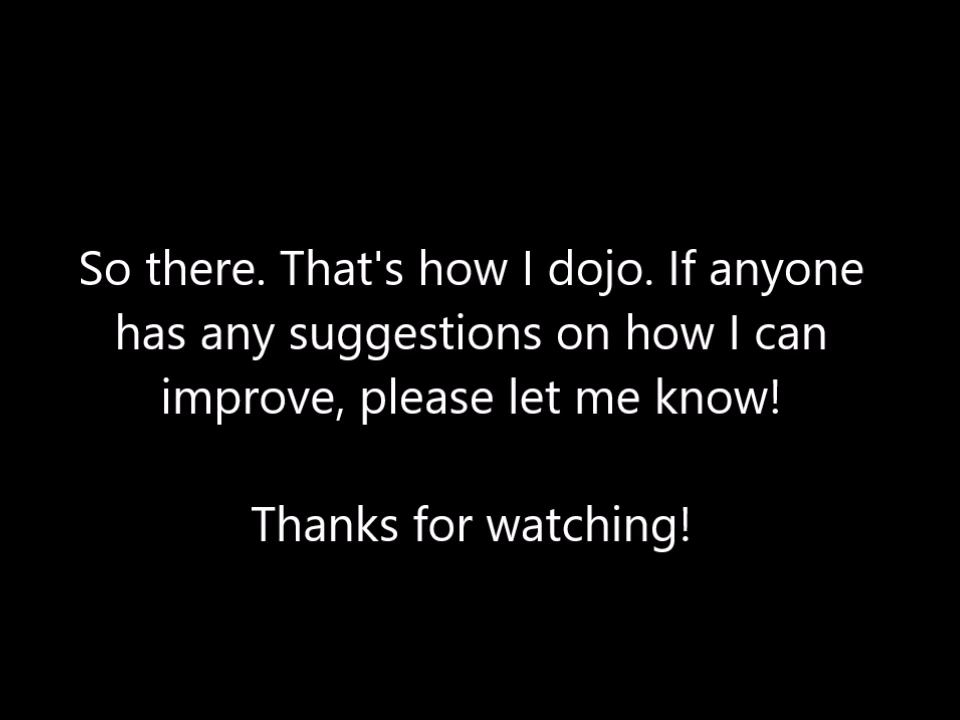 So there. That's how I dojo. If anyone
has any suggestions on how I can
improve, please let me know!
Thanks for watching!